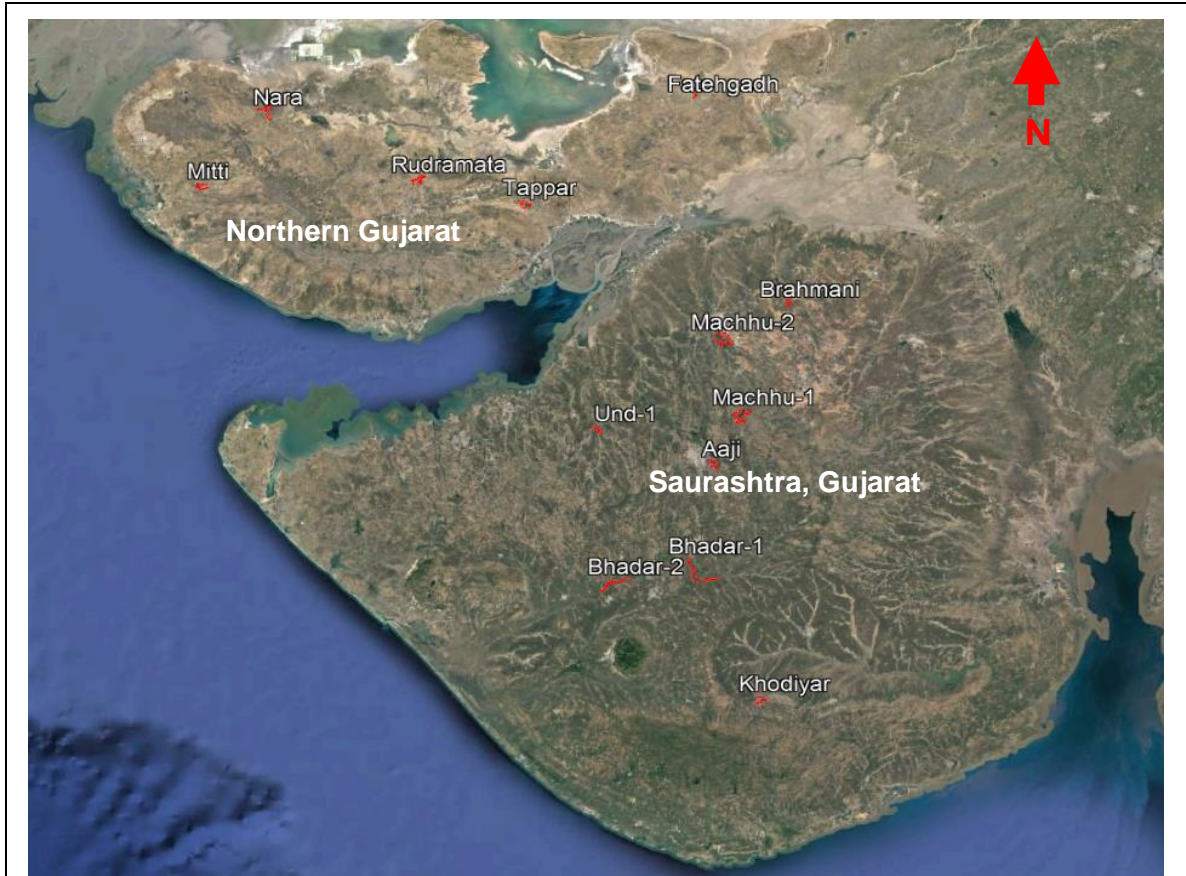 N
Fatehgadh
Nara
Mitti
Rudramata
Tappar
Northern Gujarat
Brahmani
Machhu-2
Machhu-1
Und-1
Aaji
Saurashtra, Gujarat
Bhadar-1
Bhadar-2
Khodiyar